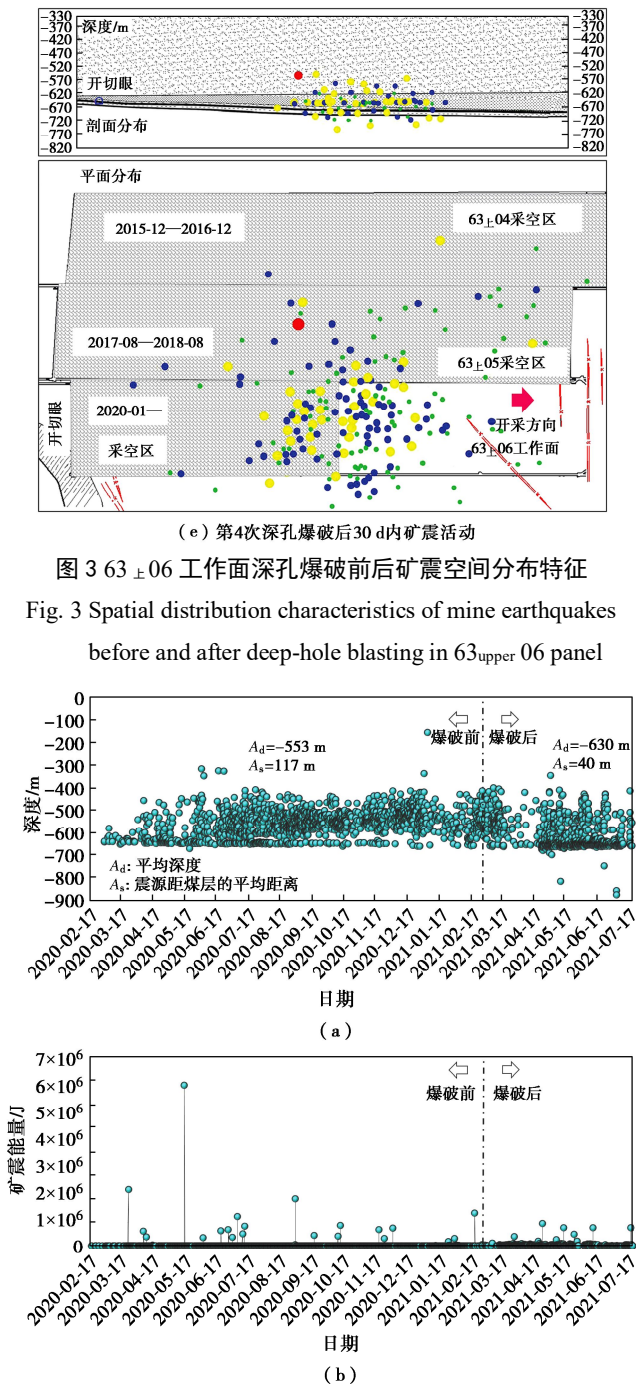 深度/m
-330
-370
-420
-470
-520
-570
-620
-670
-720
-770
-820
-330
-370
-420
-470
-520
-570
-620
-670
-720
-770
-820
开切眼
剖面分布
平面分布
2015-12—2016-12
63上04采空区
2017-08—2018-08
63上05采空区
开切眼
2020-01—
采空区
开采方向
63上06工作面
（e）第4次深孔爆破后30 d内矿震活动
图 3 63 上 06 工作面深孔爆破前后矿震空间分布特征
Fig. 3 Spatial distribution characteristics of mine earthquakes
before and after deep-hole blasting in 63upper 06 panel
深度/m
0
-100
-200
-300
-400
-500
-600
-700
-800
-900
爆破前 爆破后
Ad=-553 m
As=117 m
Ad=-630 m
As=40 m
Ad: 平均深度
As: 震源距煤层的平均距离
2020-02-17
2020-03-17
2020-04-17
2020-05-17
2020-06-17
2020-07-17
2020-08-17
2020-09-17
2020-10-17
2020-11-17
2020-12-17
2021-01-17
2021-02-17
2021-03-17
2021-04-17
2021-05-17
2021-06-17
2021-07-17
日期
（a）
矿震能量/J
7×10⁶
6×10⁶
5×10⁶
4×10⁶
3×10⁶
2×10⁶
1×10⁶
0
爆破前 爆破后
2020-02-17
2020-03-17
2020-04-17
2020-05-17
2020-06-17
2020-07-17
2020-08-17
2020-09-17
2020-10-17
2020-11-17
2020-12-17
2021-01-17
2021-02-17
2021-03-17
2021-04-17
2021-05-17
2021-06-17
2021-07-17
日期
（b）